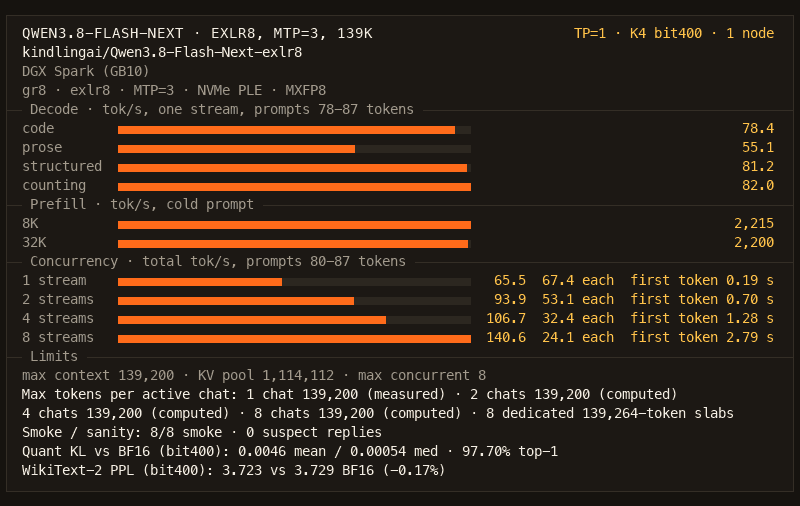 QWEN3.8-FLASH-NEXT · EXLR8, MTP=3, 139K TP=1 · K4 bit400 · 1 node
kindlingai/Qwen3.8-Flash-Next-exlr8
DGX Spark (GB10)
gr8 · exlr8 · MTP=3 · NVMe PLE · MXFP8
Decode · tok/s, one stream, prompts 78-87 tokens
code 78.4
prose 55.1
structured 81.2
counting 82.0
Prefill · tok/s, cold prompt
8K 2,215
32K 2,200
Concurrency · total tok/s, prompts 80-87 tokens
1 stream 65.5 67.4 each first token 0.19 s
2 streams 93.9 53.1 each first token 0.70 s
4 streams 106.7 32.4 each first token 1.28 s
8 streams 140.6 24.1 each first token 2.79 s
Limits
max context 139,200 · KV pool 1,114,112 · max concurrent 8
Max tokens per active chat: 1 chat 139,200 (measured) · 2 chats 139,200 (computed)
4 chats 139,200 (computed) · 8 chats 139,200 (computed) · 8 dedicated 139,264-token slabs
Smoke / sanity: 8/8 smoke · 0 suspect replies
Quant KL vs BF16 (bit400): 0.0046 mean / 0.00054 med · 97.70% top-1
WikiText-2 PPL (bit400): 3.723 vs 3.729 BF16 (-0.17%)